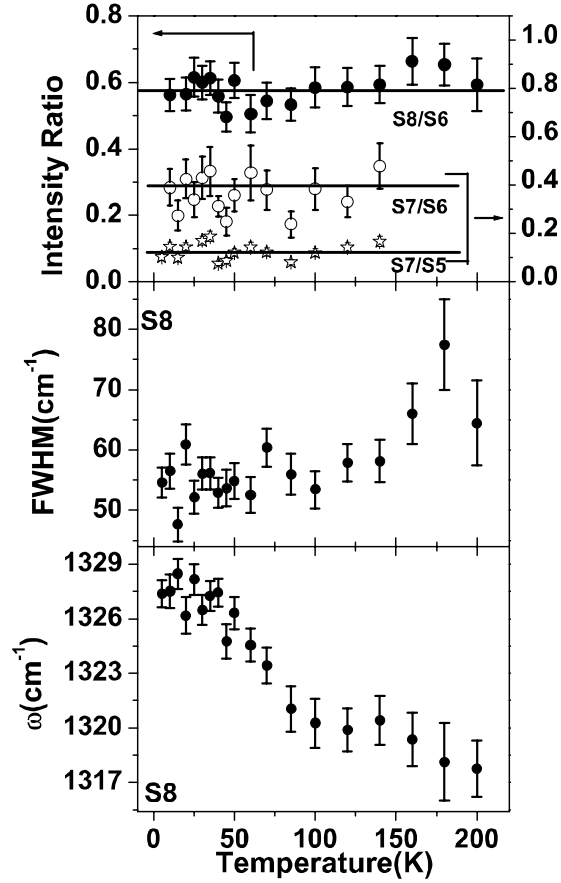 0.8
0.6
0.4
0.2
0.0
Intensity Ratio
1.0
0.8
0.6
0.4
0.2
0.0
S8/S6
S7/S6
S7/S5
S8
80
70
60
50
FWHM(cm⁻¹)
1329
1326
1323
1320
1317
ω(cm⁻¹)
S8
0 50 100 150 200
Temperature(K)